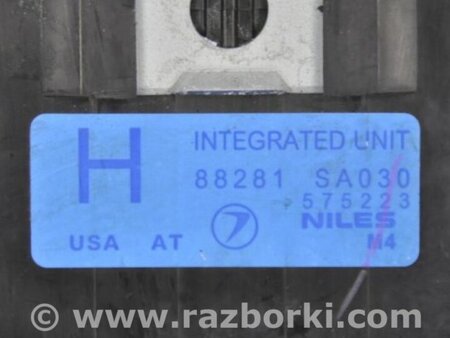 H INTEGRATED UNIT
88281 SA030
575223
NILES
USA AT M4
© www.razborki.com